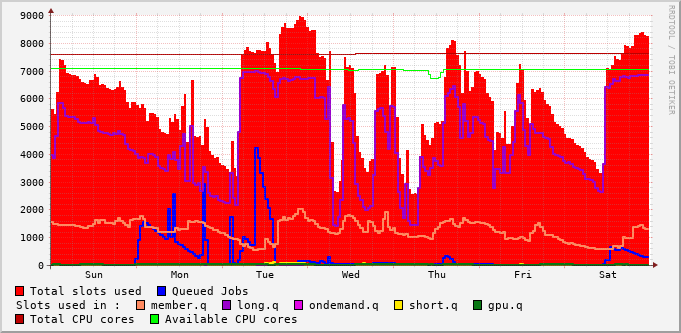 9000
8000
7000
6000
5000
4000
3000
2000
1000
0
Sun Mon Tue Wed Thu Fri Sat
RRDTOOL / TOBI OETIKER
Total slots used Queued Jobs
Slots used in : member.q long.q ondemand.q short.q gpu.q
Total CPU cores Available CPU cores